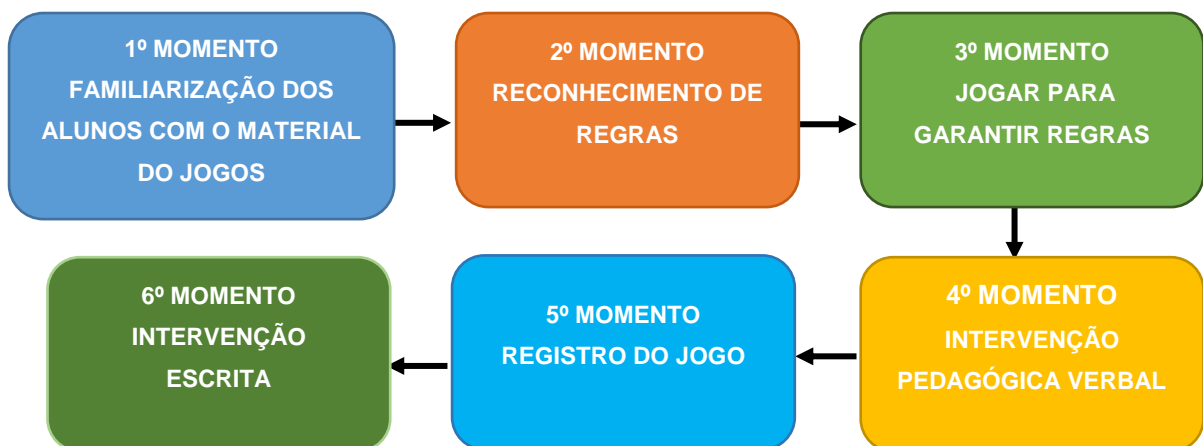 1º MOMENTO
FAMILIARIZAÇÃO DOS
ALUNOS COM O MATERIAL
DO JOGOS
2º MOMENTO
RECONHECIMENTO DE
REGRAS
3º MOMENTO
JOGAR PARA
GARANTIR REGRAS
4º MOMENTO
INTERVENÇÃO
PEDAGÓGICA VERBAL
5º MOMENTO
REGISTRO DO JOGO
6º MOMENTO
INTERVENÇÃO
ESCRITA